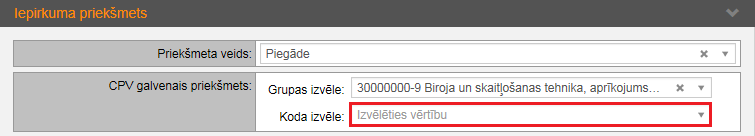 Iepirkuma priekšmets
Priekšmeta veids: Piegāde
CPV galvenais priekšmets: Grupas izvēle: 30000000-9 Biroja un skaitļošanas tehnika, aprīkojums…
Koda izvēle: Izvēlēties vērtību